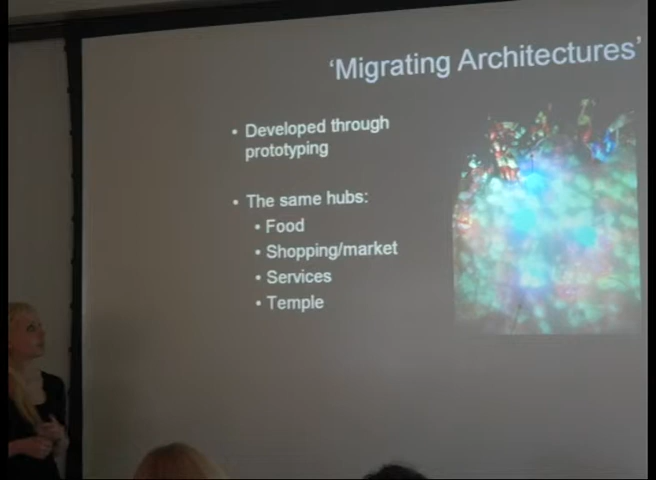 'Migrating Architectures'
• Developed through
prototyping
• The same hubs:
• Food
• Shopping/market
• Services
• Temple